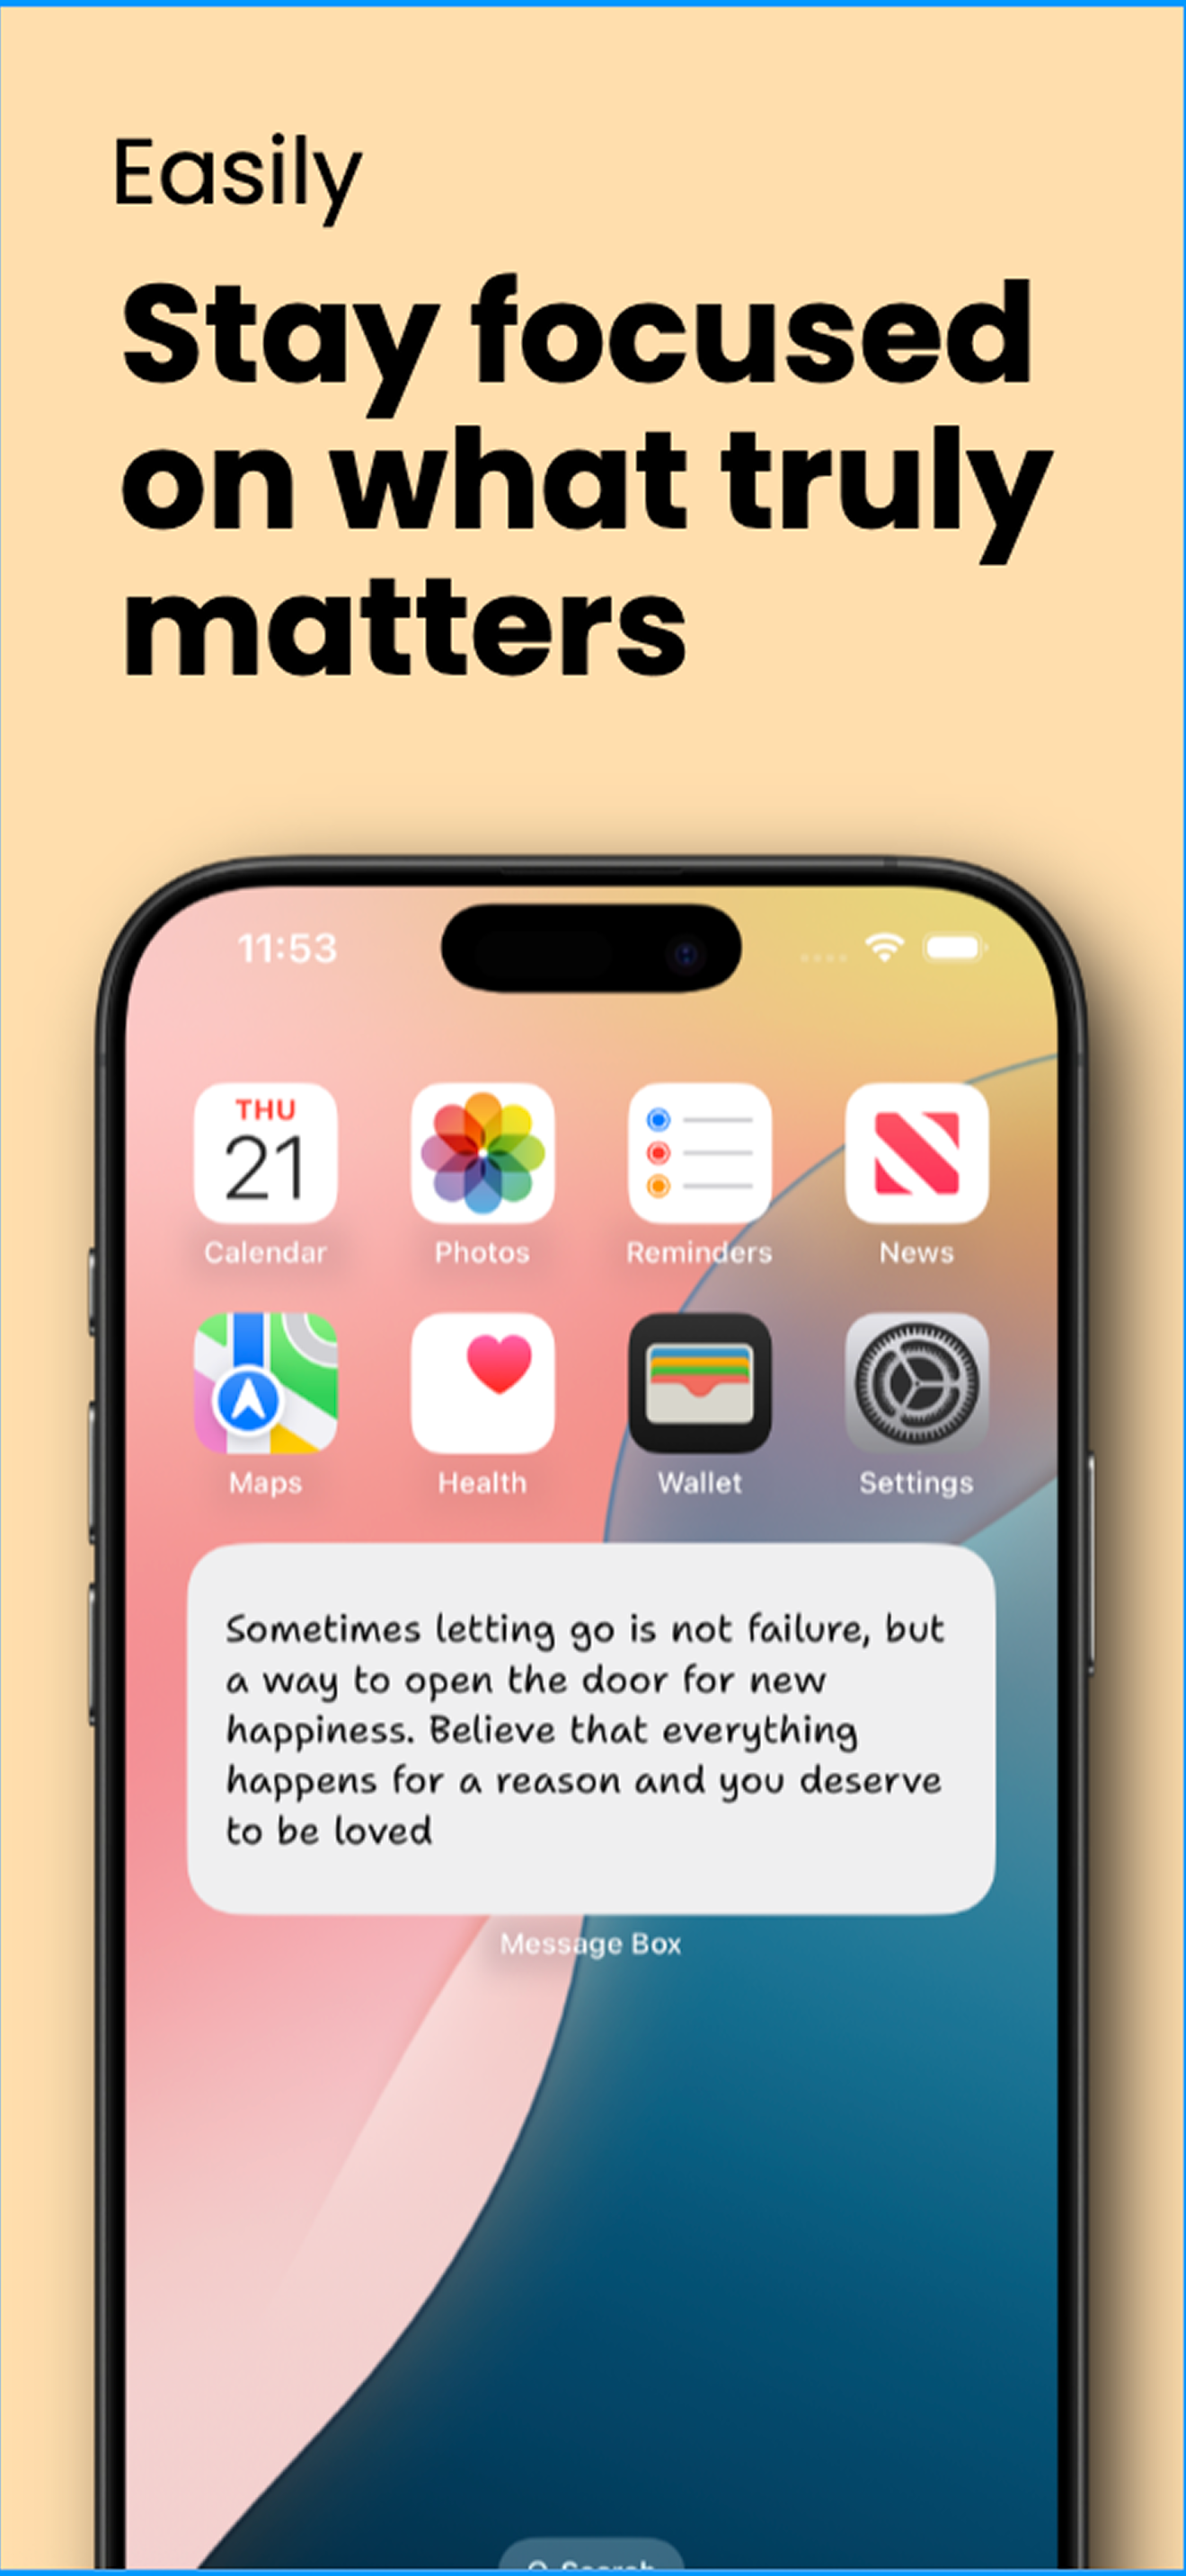 Easily
Stay focused
on what truly
matters
11:53
THU
21
Calendar
Photos
Reminders
News
Maps
Health
Wallet
Settings
Sometimes letting go is not failure, but
a way to open the door for new
happiness. Believe that everything
happens for a reason and you deserve
to be loved
Message Box
Search